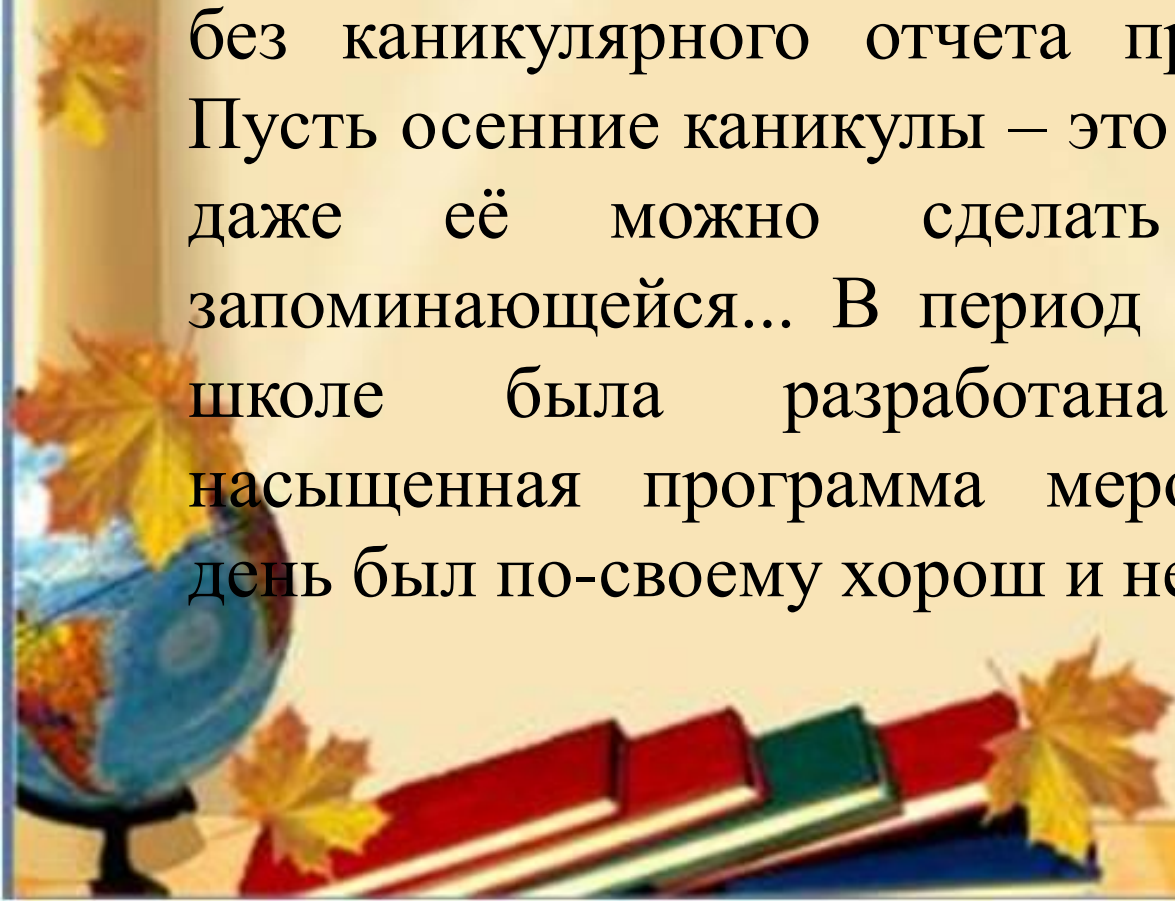 без каникулярного отчета
Пусть осенние каникулы – это
даже её можно сделать
запоминающейся... В период
школе была разработана
насыщенная программа
день был по-своему хорош и